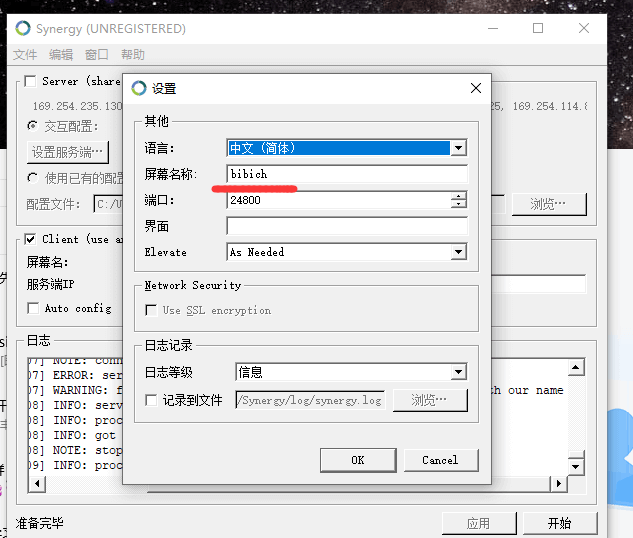 Synergy (UNREGISTERED)
文件 编辑 窗口 帮助
Server (share
169.254.235.130
25, 169.254.114.8
交互配置:
设置服务端…
使用已有的配
配置文件: C:/U
浏览…
Client (use a
屏幕名:
服务端IP
Auto config
日志
07] NOTE: conn
07] ERROR: ser
07] WARNING: f
th our name
08] INFO: serv
08] INFO: proc
08] INFO: got
08] NOTE: stop
09] INFO: proc
准备完毕
应用
开始
设置
其他
语言: 中文 (简体)
屏幕名称: bibich
端口: 24800
界面
Elevate As Needed
Network Security
Use SSL encryption
日志记录
日志等级 信息
记录到文件 /Synergy/log/synergy.log 浏览…
OK Cancel